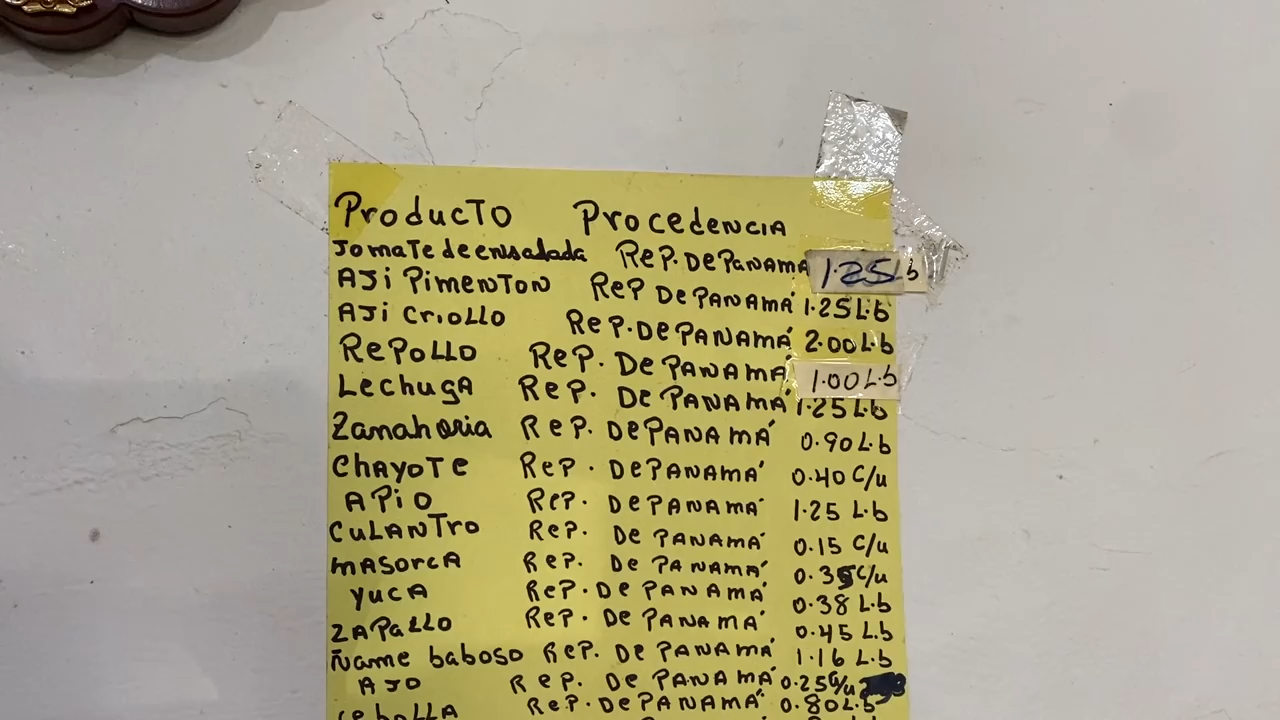 Producto Procedencia
Tomate de ensalada Rep. De Panamá 1.25 Lb
AJi Pimenton Rep De Panamá 1.25 L.b
AJi criollo Rep. De Panamá 2.00 L.b
Repollo Rep. De Panamá 1.00 L.b
Lechuga Rep. De Panamá 1.25 L.b
Zanahoria Rep. De Panamá 0.90 L.b
Chayote Rep. De Panamá 0.40 C/u
Apio Rep. De Panamá 1.25 L.b
Culantro Rep. De Panamá 0.15 C/u
masorca Rep. De Panamá 0.35 C/u
yuca Rep. De Panamá 0.38 L.b
Zapallo Rep. De Panamá 0.45 L.b
Ñame baboso Rep. De Panamá 1.16 L.b
AJO Rep. De Panamá 0.25 C/u
cebolla Rep. De Panamá 0.80 L.b